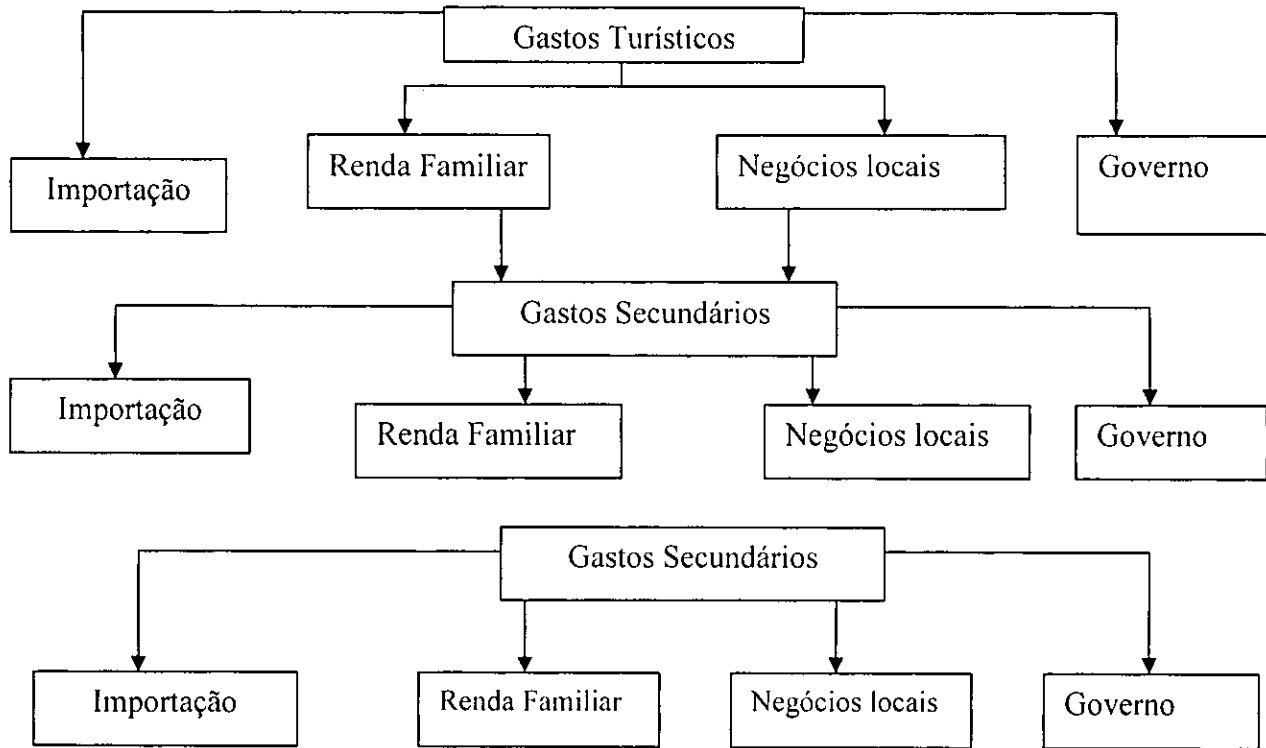 Gastos Turísticos
Importação
Renda Familiar
Negócios locais
Governo
Gastos Secundários
Importação
Renda Familiar
Negócios locais
Governo
Gastos Secundários
Importação
Renda Familiar
Negócios locais
Governo